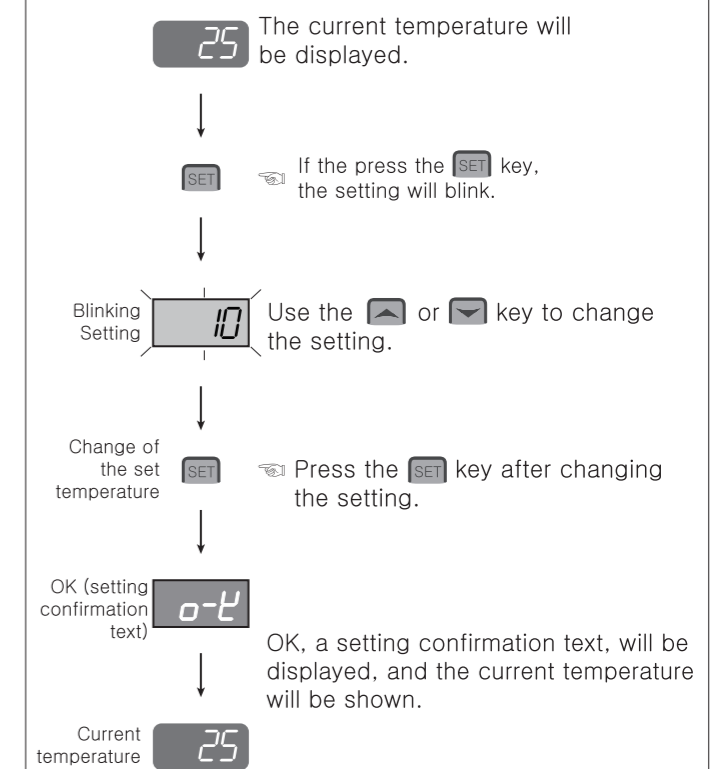 25
The current temperature will
be displayed.
SET
If the press the SET key,
the setting will blink.
Blinking
Setting
10
Use the or key to change
the setting.
Change of
the set
temperature
SET
Press the SET key after changing
the setting.
OK (setting
confirmation
text)
o-k
OK, a setting confirmation text, will be
displayed, and the current temperature
will be shown.
Current
temperature
25